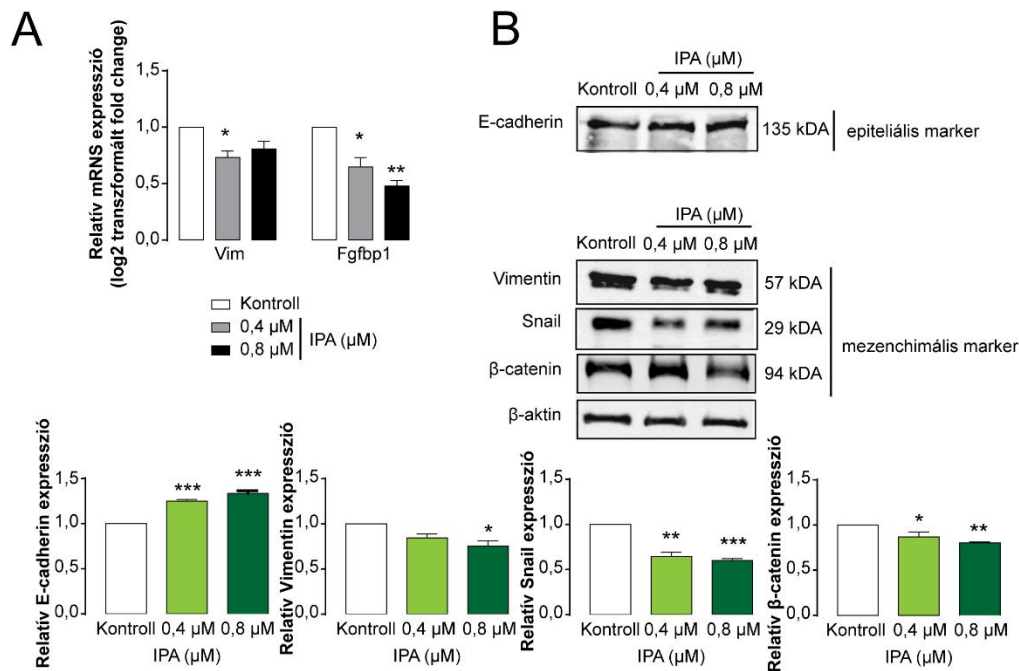 A
Relatív mRNS expresszió
(log2 transzformált fold change)
1,5
1,0
0,5
0,0
*
*
**
Vim
Fgfbp1
Kontroll
0,4 µM
0,8 µM
IPA (µM)
B
IPA (µM)
Kontroll 0,4 µM 0,8 µM
E-cadherin
135 kDA
epiteliális marker
IPA (µM)
Kontroll 0,4 µM 0,8 µM
Vimentin
57 kDA
Snail
29 kDA
mezenchimális marker
β-catenin
94 kDA
β-aktin
Relatív E-cadherin expresszió
1,5
1,0
0,5
0,0
***
***
Kontroll 0,4 µM 0,8 µM
IPA (µM)
Relatív Vimentin expresszió
1,5
1,0
0,5
0,0
*
Kontroll 0,4 µM 0,8 µM
IPA (µM)
Relatív Snail expresszió
1,5
1,0
0,5
0,0
**
***
Kontroll 0,4 µM 0,8 µM
IPA (µM)
Relatív β-catenin expresszió
1,5
1,0
0,5
0,0
*
**
Kontroll 0,4 µM 0,8 µM
IPA (µM)